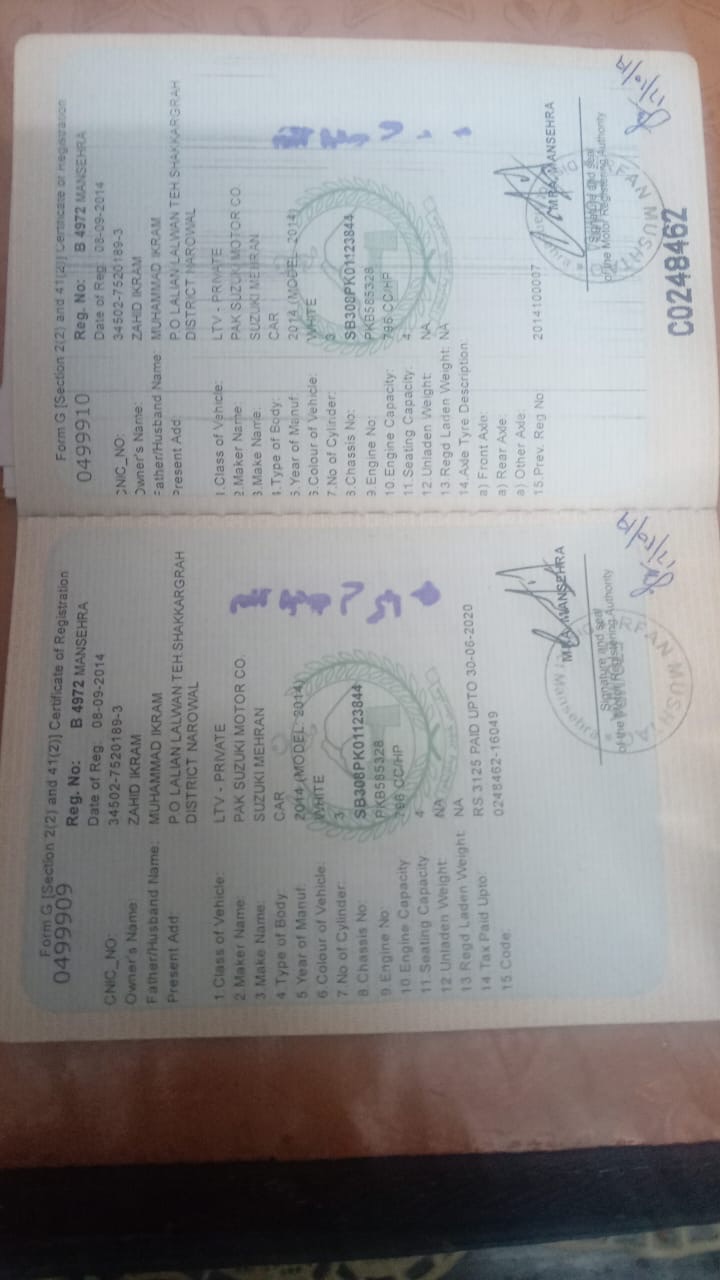 Form G [Section 2(2) and 41(2)] Certificate of Registration
0499909 Reg. No: B 4972 MANSEHRA
Date of Reg. 08-09-2014
CNIC_NO: 34502-7520189-3
Owner's Name: ZAHID IKRAM
Father/Husband Name: MUHAMMAD IKRAM
Present Add: P.O LALIAN LALWAN TEH.SHAKKARGRAH
DISTRICT NAROWAL
1.Class of Vehicle: LTV - PRIVATE
2.Maker Name: PAK SUZUKI MOTOR CO.
3 Make Name: SUZUKI MEHRAN
4 Type of Body: CAR
5 Year of Manuf: 2014 (MODEL 2014)
6 Colour of Vehicle: WHITE
7 No of Cylinder: 3
8.Chassis No: SB308PK01123844
9 Engine No: PKB585328
10 Engine Capacity 796 CC/HP
11.Seating Capacity: 4
12.Unladen Weight: NA
13 Regd Laden Weight NA
14 Tax Paid Upto: RS 3125 PAID UPTO 30-06-2020
15.Code: 0248462-16049
MRA, MANSEHRA
Signature and seal
of the Motor Registering Authority
17/10/19
Form G [Section 2(2) and 41(2)] Certificate of Registration
0499910 Reg. No: B 4972 MANSEHRA
Date of Reg: 08-09-2014
CNIC_NO: 34502-7520189-3
Owner's Name: ZAHID IKRAM
Father/Husband Name: MUHAMMAD IKRAM
Present Add: P.O LALIAN LALWAN TEH.SHAKKARGRAH
DISTRICT NAROWAL
1.Class of Vehicle: LTV - PRIVATE
2.Maker Name: PAK SUZUKI MOTOR CO.
3.Make Name: SUZUKI MEHRAN
4.Type of Body: CAR
5.Year of Manuf: 2014 (MODEL 2014)
6.Colour of Vehicle: WHITE
7.No of Cylinder: 3
8.Chassis No: SB308PK01123844
9 Engine No: PKB585328
10.Engine Capacity: 796 CC/HP
11.Seating Capacity: 4
12.Unladen Weight: NA
13.Regd Laden Weight: NA
14.Axle Tyre Description
a) Front Axle:
a) Rear Axle:
a) Other Axle:
15.Prev. Reg No 2014100007
MRA, MANSEHRA
Signature and seal
of the Motor Registering Authority
17/10/19
C0248462